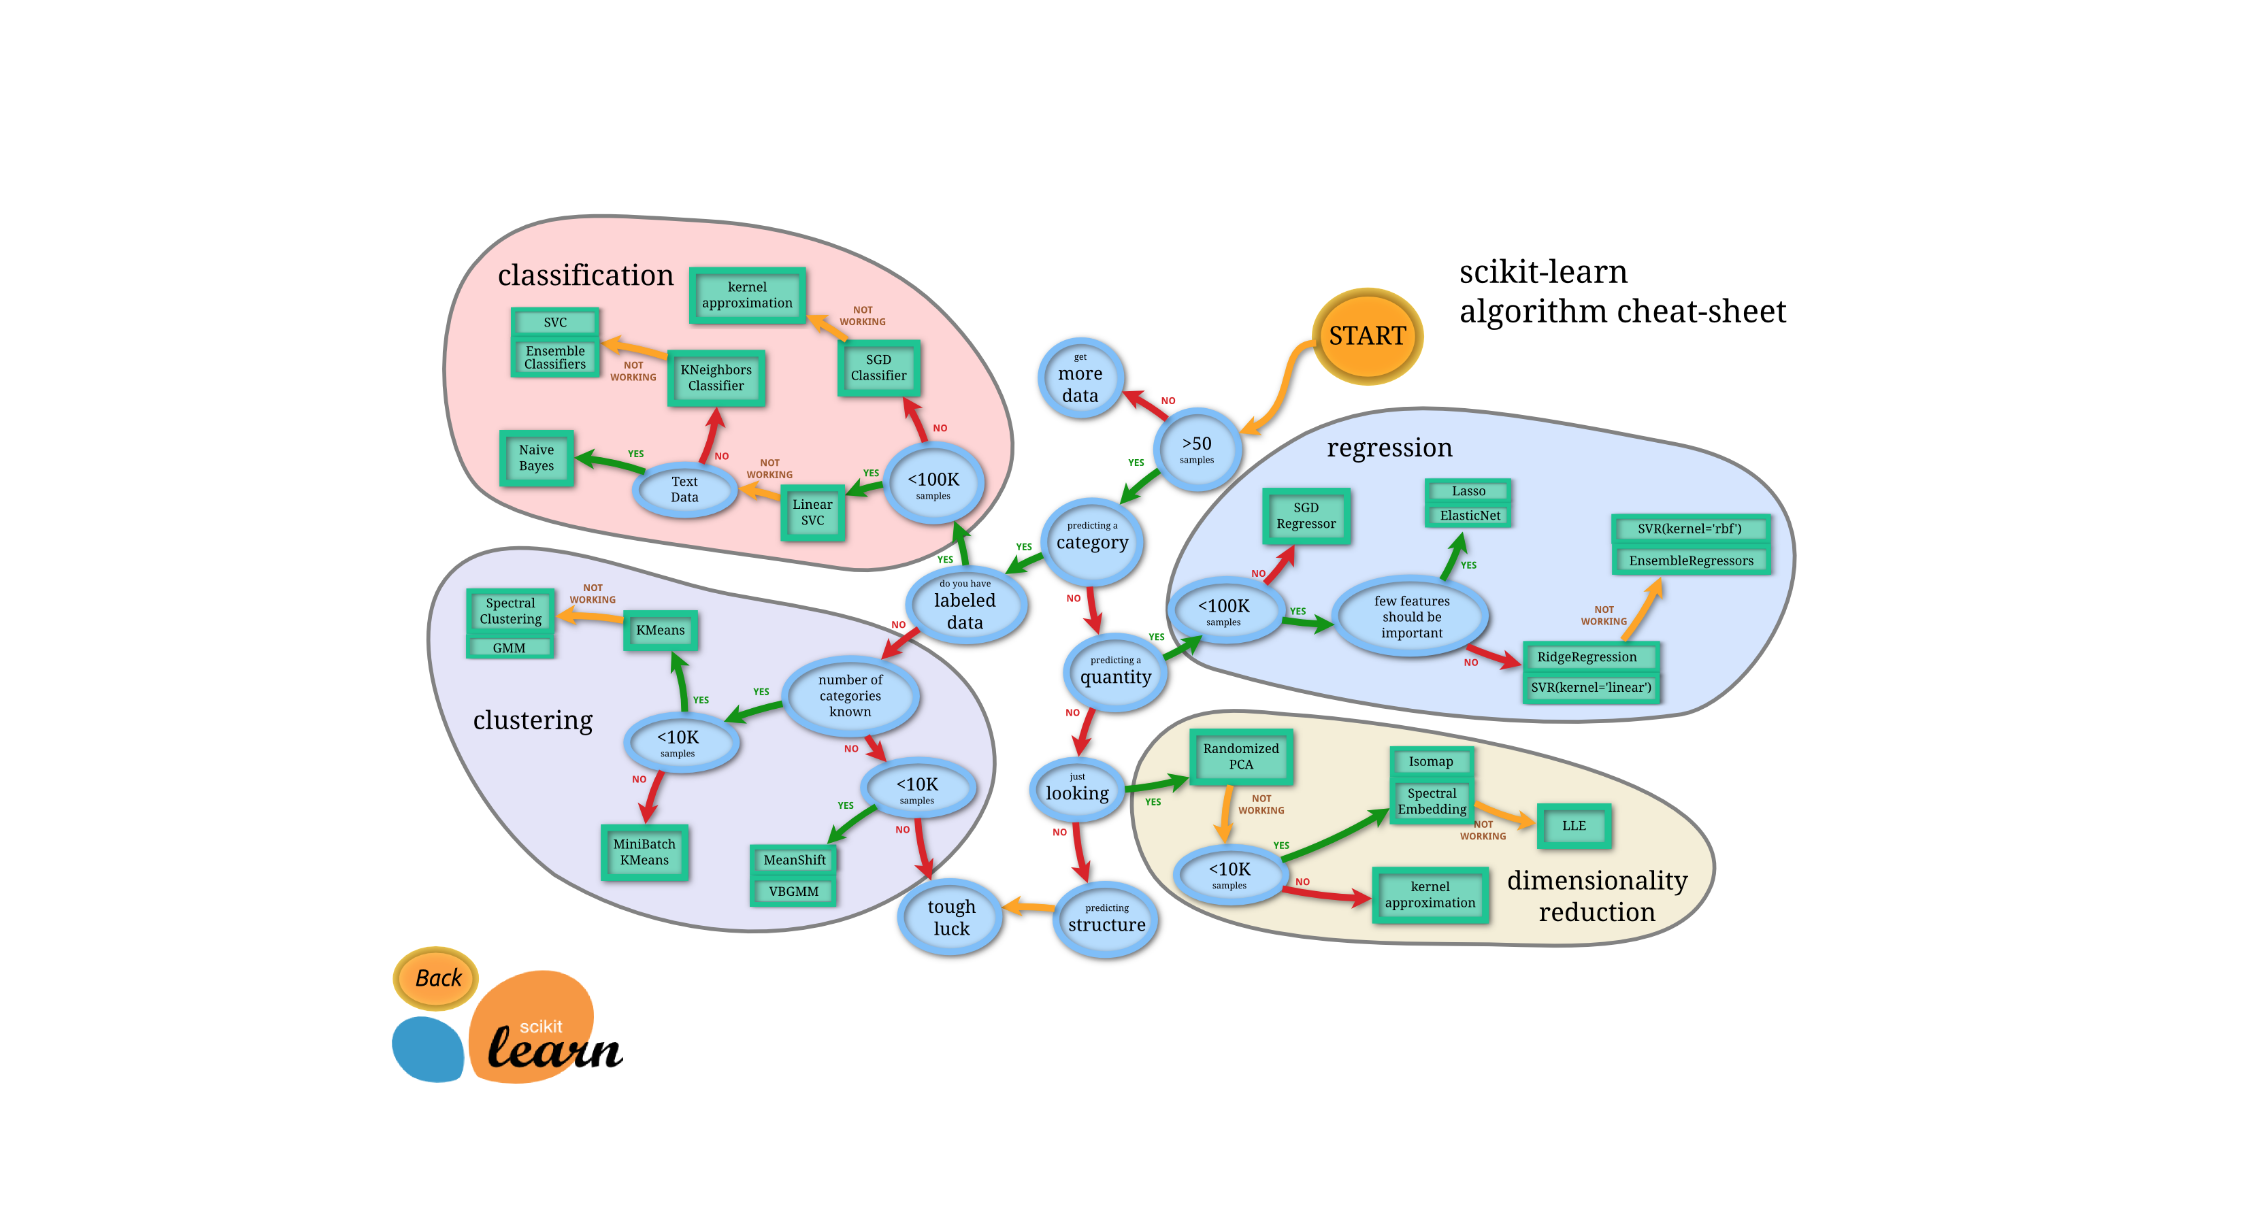 scikit-learn
algorithm cheat-sheet
START
classification
kernel
approximation
NOT
WORKING
SVC
Ensemble
Classifiers
NOT
WORKING
KNeighbors
Classifier
SGD
Classifier
Naive
Bayes
YES
NO
Text
Data
NOT
WORKING
Linear
SVC
YES
NO
<100K
samples
get
more
data
NO
>50
samples
YES
predicting a
category
YES
NO
YES
do you have
labeled
data
NO
predicting a
quantity
YES
NO
just
looking
YES
NO
predicting
structure
tough
luck
regression
SGD
Regressor
Lasso
ElasticNet
SVR(kernel='rbf')
EnsembleRegressors
NO
YES
<100K
samples
YES
few features
should be
important
NOT
WORKING
NO
RidgeRegression
SVR(kernel='linear')
clustering
Spectral
Clustering
GMM
NOT
WORKING
KMeans
number of
categories
known
YES
YES
NO
<10K
samples
NO
<10K
samples
YES
NO
MiniBatch
KMeans
MeanShift
VBGMM
Randomized
PCA
NOT
WORKING
Isomap
Spectral
Embedding
NOT
WORKING
LLE
YES
<10K
samples
NO
kernel
approximation
dimensionality
reduction
Back
scikit
learn